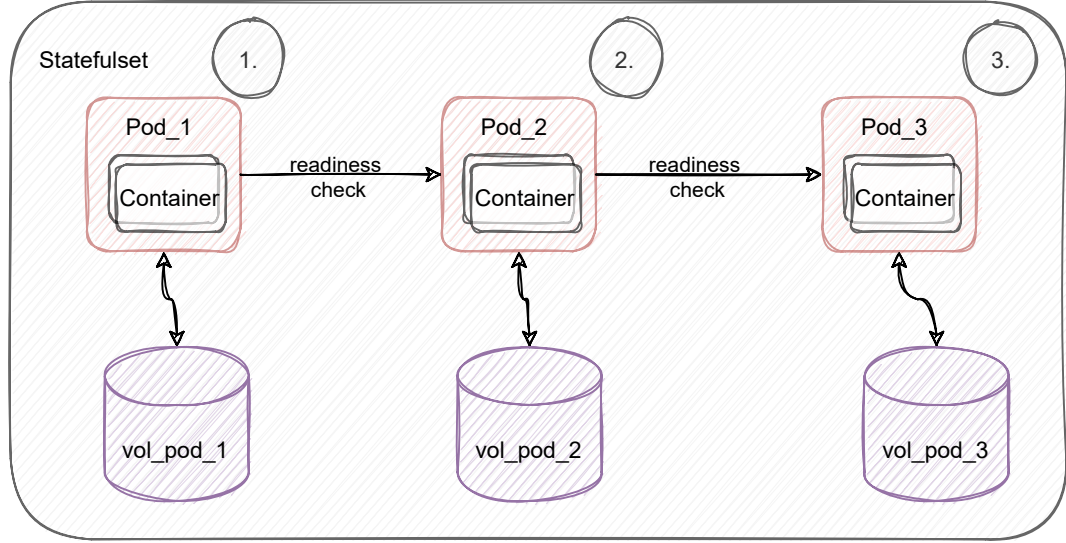 Statefulset
1.
2.
3.
Pod_1
Pod_2
Pod_3
readiness
check
readiness
check
Container
Container
Container
vol_pod_1
vol_pod_2
vol_pod_3